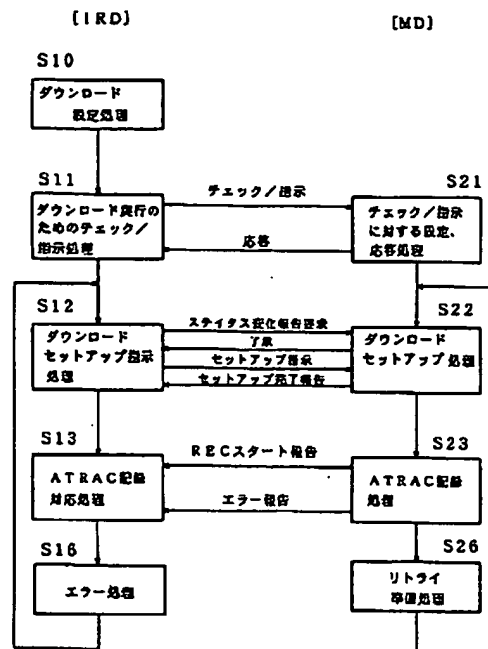 [IRD]
[MD]
S10
ダウンロード
設定処理
S11
ダウンロード実行の
ためのチェック/
指示処理
チェック/指示
応答
S21
チェック/指示
に対する設定、
応答処理
S12
ダウンロード
セットアップ指示
処理
ステイタス変化報告要求
了承
セットアップ指示
セットアップ完了報告
S22
ダウンロード
セットアップ処理
S13
ATRAC記録
対応処理
RECスタート報告
エラー報告
S23
ATRAC記録
処理
S16
エラー処理
S26
リトライ
準備処理